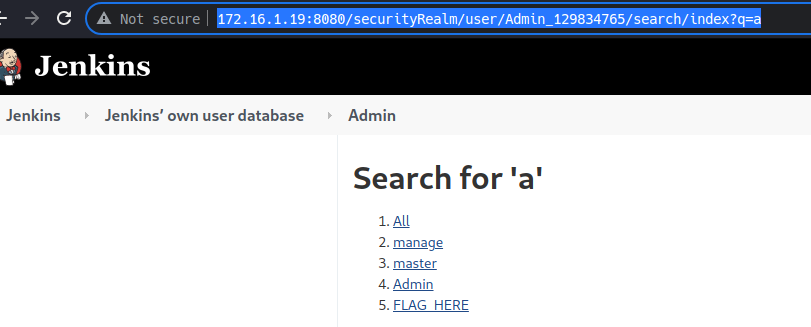 Not secure | 172.16.1.19:8080/securityRealm/user/Admin_129834765/search/index?q=a
Jenkins
Jenkins Jenkins’ own user database Admin
Search for 'a'
1. All
2. manage
3. master
4. Admin
5. FLAG_HERE